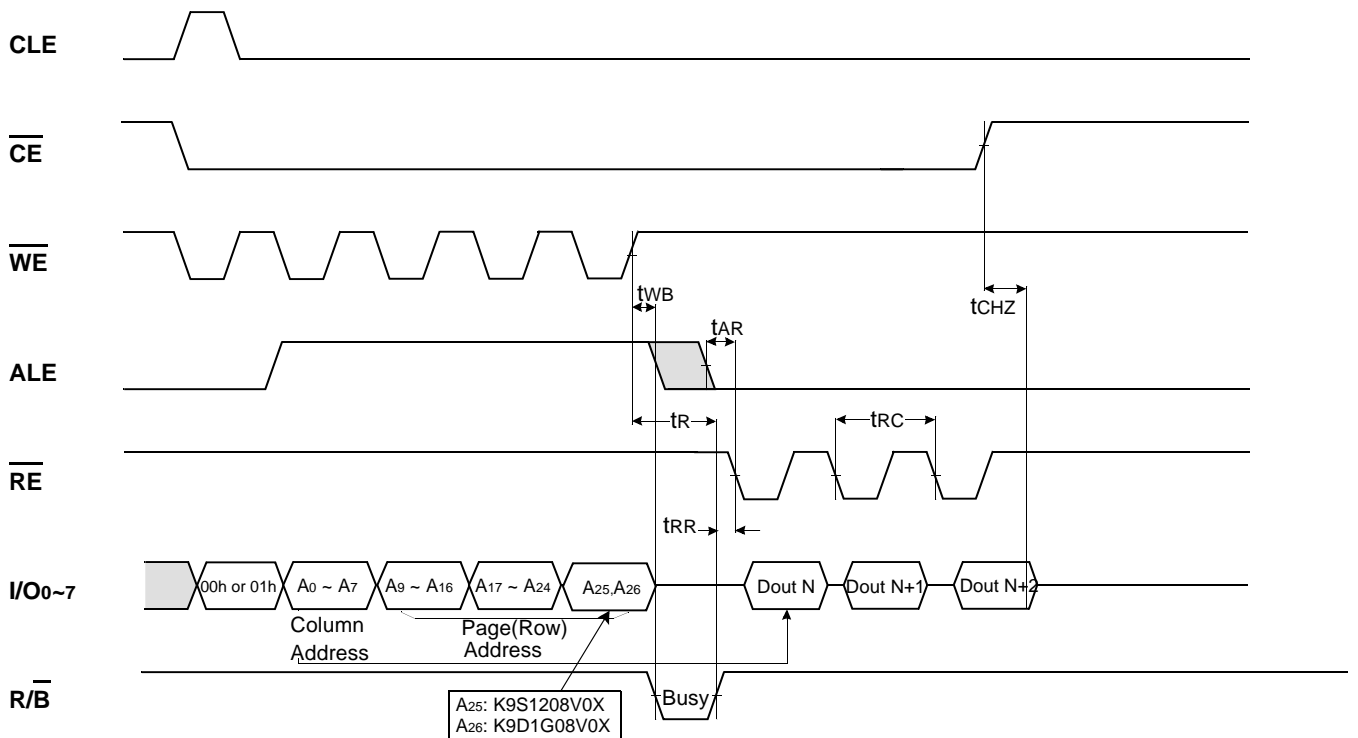 CLE
CE
WE
tWB
tCHZ
tAR
ALE
tR
tRC
RE
tRR
I/O0~7
00h or 01h
A0 ~ A7
A9 ~ A16
A17 ~ A24
A25,A26
Dout N
Dout N+1
Dout N+2
Column
Address
Page(Row)
Address
R/B
Busy
A25: K9S1208V0X
A26: K9D1G08V0X